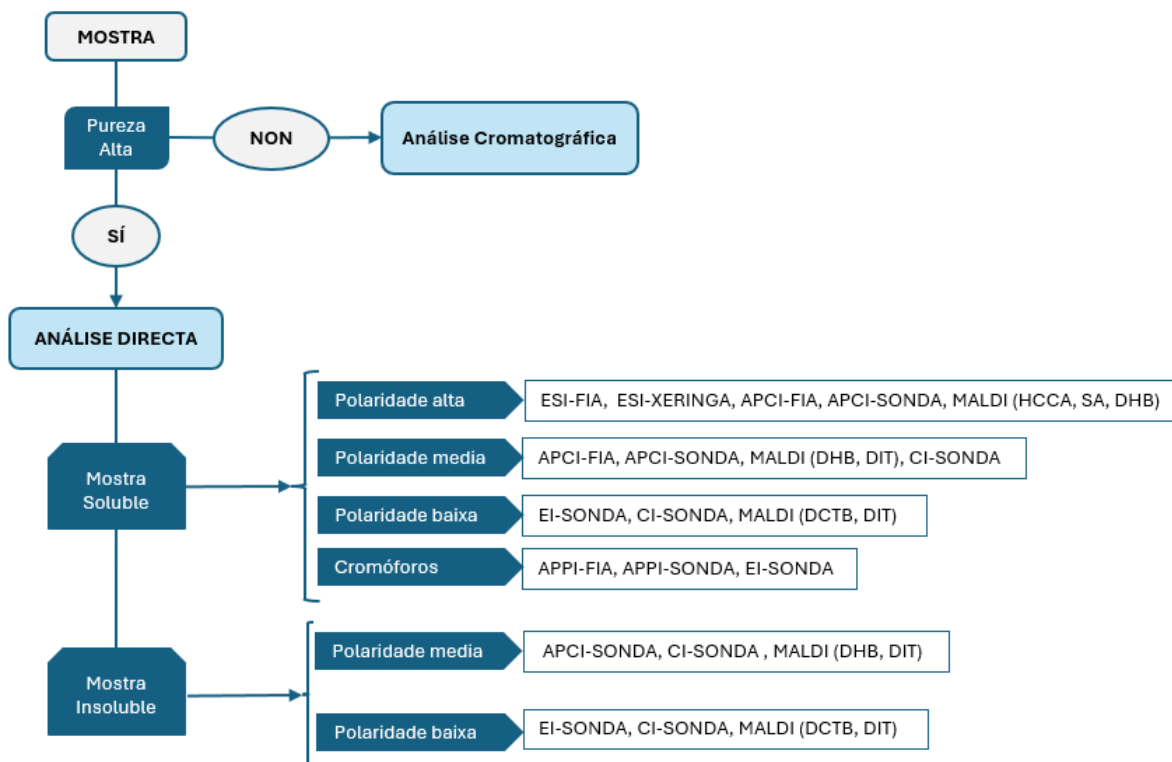 MOSTRA
Pureza
Alta
NON
Análise Cromatográfica
SÍ
ANÁLISE DIRECTA
Mostra
Soluble
Polaridade alta
ESI-FIA, ESI-XERINGA, APCI-FIA, APCI-SONDA, MALDI (HCCA, SA, DHB)
Polaridade media
APCI-FIA, APCI-SONDA, MALDI (DHB, DIT), CI-SONDA
Polaridade baixa
EI-SONDA, CI-SONDA, MALDI (DCTB, DIT)
Cromóforos
APPI-FIA, APPI-SONDA, EI-SONDA
Mostra
Insoluble
Polaridade media
APCI-SONDA, CI-SONDA , MALDI (DHB, DIT)
Polaridade baixa
EI-SONDA, CI-SONDA, MALDI (DCTB, DIT)